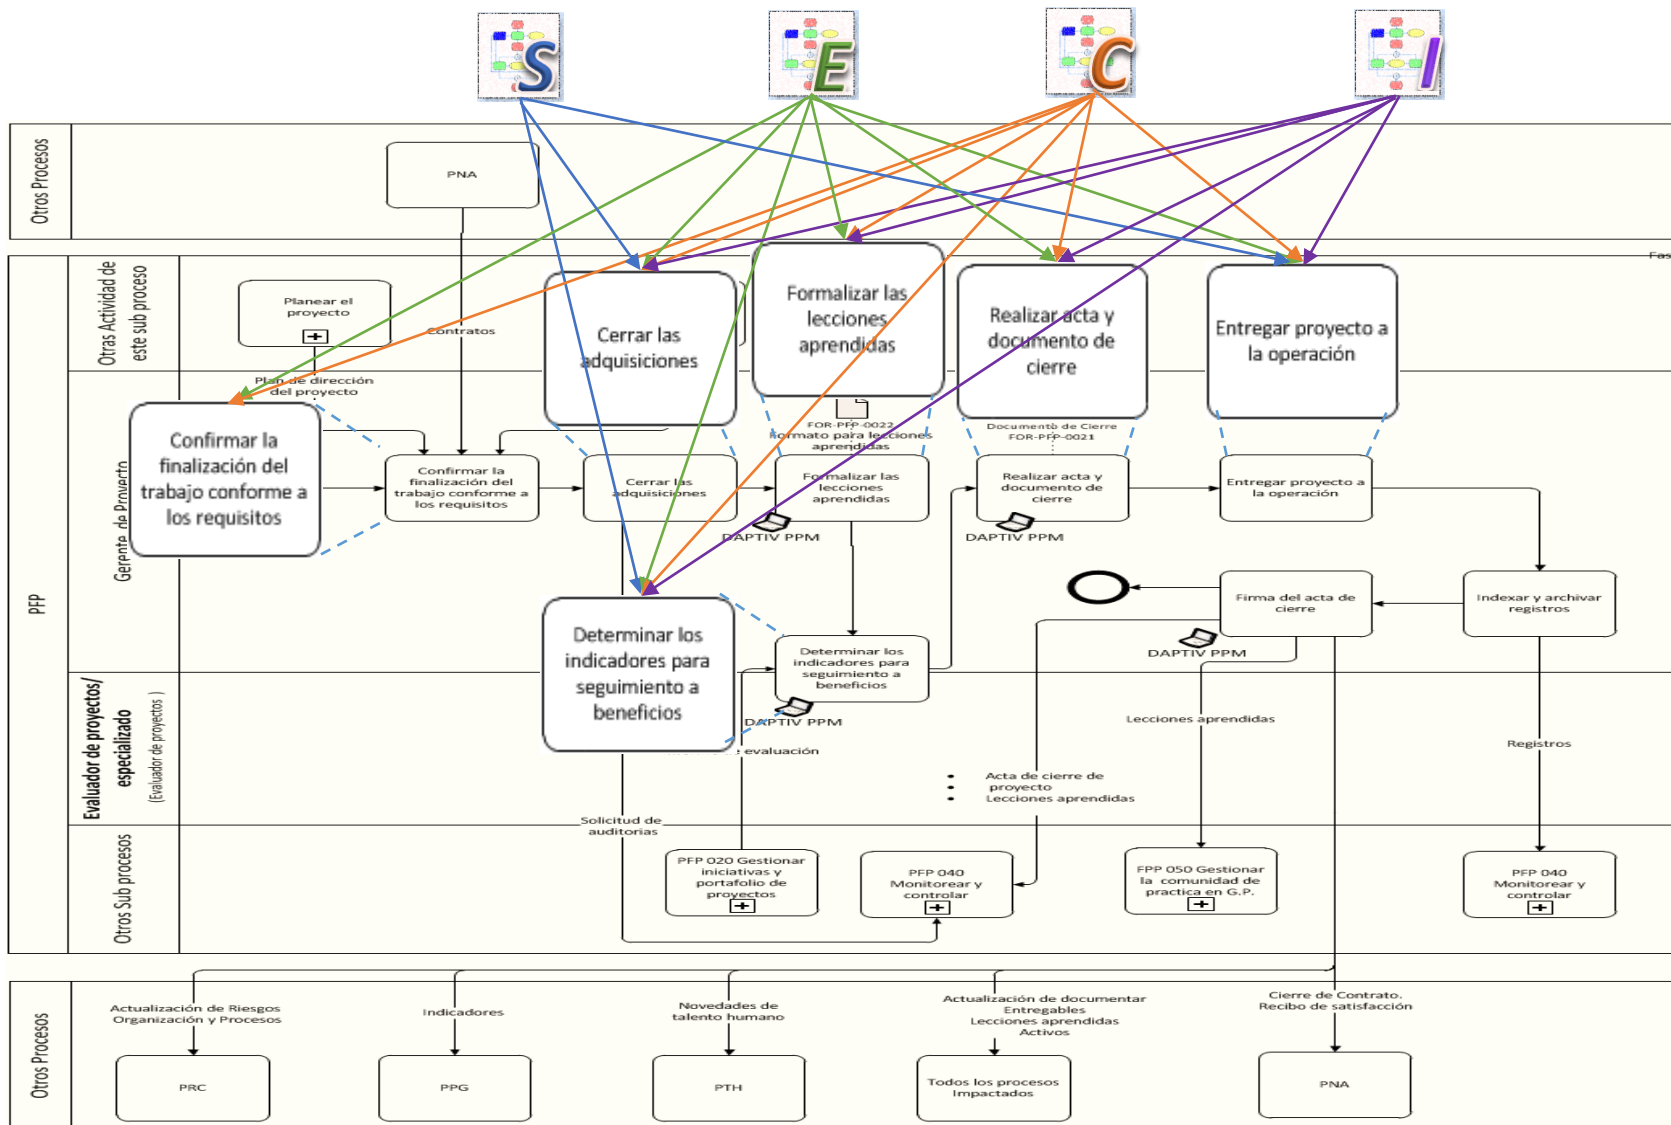 S
E
C
I
Otros Procesos
PNA
Fas
PFP
Otras Actividad de
este sub proceso
Planear el
proyecto
Contratos
Plan de dirección
del proyecto
Cerrar las
adquisiciones
Formalizar las
lecciones
aprendidas
Realizar acta y
documento de
cierre
Entregar proyecto a
la operación
Gerente de Proyecto
Confirmar la
finalización del
trabajo conforme a
los requisitos
FOR-PFP-0022
Formato para lecciones
aprendidas
Documento de Cierre
FOR-PFP-0021
Confirmar la
finalización del
trabajo conforme a
los requisitos
Cerrar las
adquisiciones
Formalizar las
lecciones
aprendidas
DAPTIV PPM
Realizar acta y
documento de
cierre
DAPTIV PPM
Entregar proyecto a
la operación
Firma del acta de
cierre
DAPTIV PPM
Indexar y archivar
registros
Determinar los
indicadores para
seguimiento a
beneficios
Determinar los
indicadores para
seguimiento a
beneficios
DAPTIV PPM
Evaluador de proyectos/
especializado
(Evaluador de proyectos )
e evaluación
Lecciones aprendidas
Registros
• Acta de cierre de
• proyecto
• Lecciones aprendidas
Solicitud de
auditorias
Otros Sub procesos
PFP 020 Gestionar
iniciativas y
portafolio de
proyectos
PFP 040
Monitorear y
controlar
FPP 050 Gestionar
la comunidad de
practica en G.P.
PFP 040
Monitorear y
controlar
Otros Procesos
Actualización de Riesgos
Organización y Procesos
Indicadores
Novedades de
talento humano
Actualización de documentar
Entregables
Lecciones aprendidas
Activos
Cierre de Contrato.
Recibo de satisfacción
PRC
PPG
PTH
Todos los procesos
Impactados
PNA